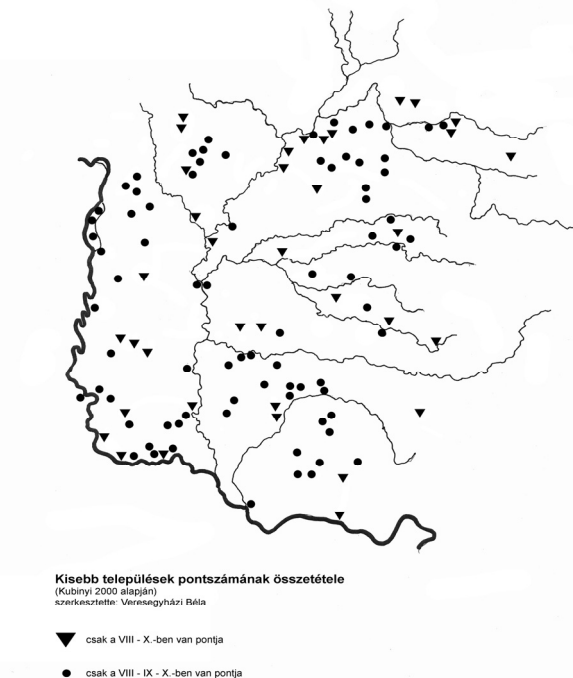 Kisebb települések pontszámának összetétele
(Kubinyi 2000 alapján)
szerkesztette: Veresegyházi Béla
csak a VIII - X.-ben van pontja
csak a VIII - IX - X.-ben van pontja